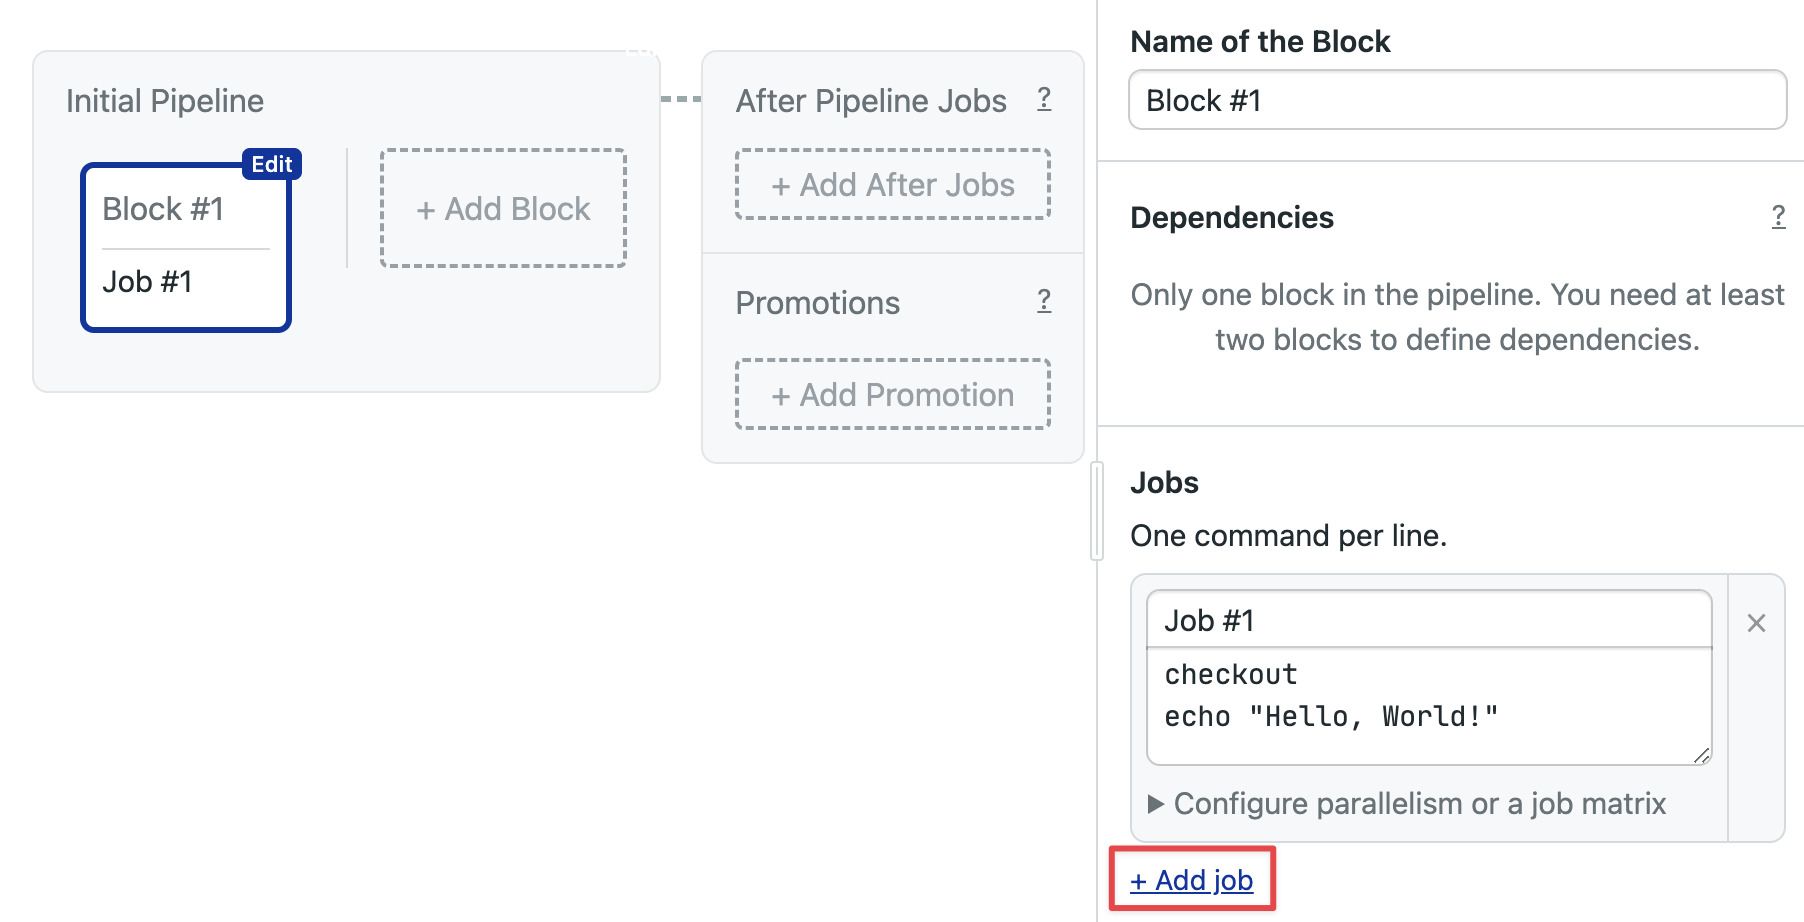 Initial Pipeline
Edit
Block #1
Job #1
+ Add Block
After Pipeline Jobs ?
+ Add After Jobs
Promotions ?
+ Add Promotion
Name of the Block
Block #1
Dependencies ?
Only one block in the pipeline. You need at least
two blocks to define dependencies.
Jobs
One command per line.
Job #1
checkout
echo "Hello, World!"
Configure parallelism or a job matrix
+ Add job